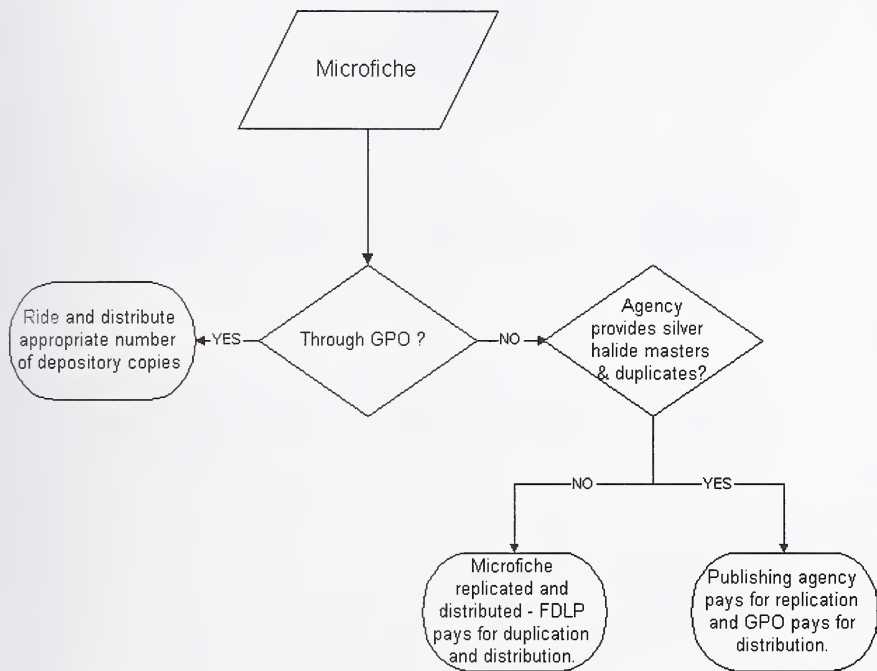 Microfiche
Ride and distribute
appropriate number
of depository copies
YES
Through GPO ?
NO
Agency
provides silver
halide masters
& duplicates?
NO
YES
Microfiche
replicated and
distributed - FDLP
pays for duplication
and distribution.
Publishing agency
pays for replication
and GPO pays for
distribution.